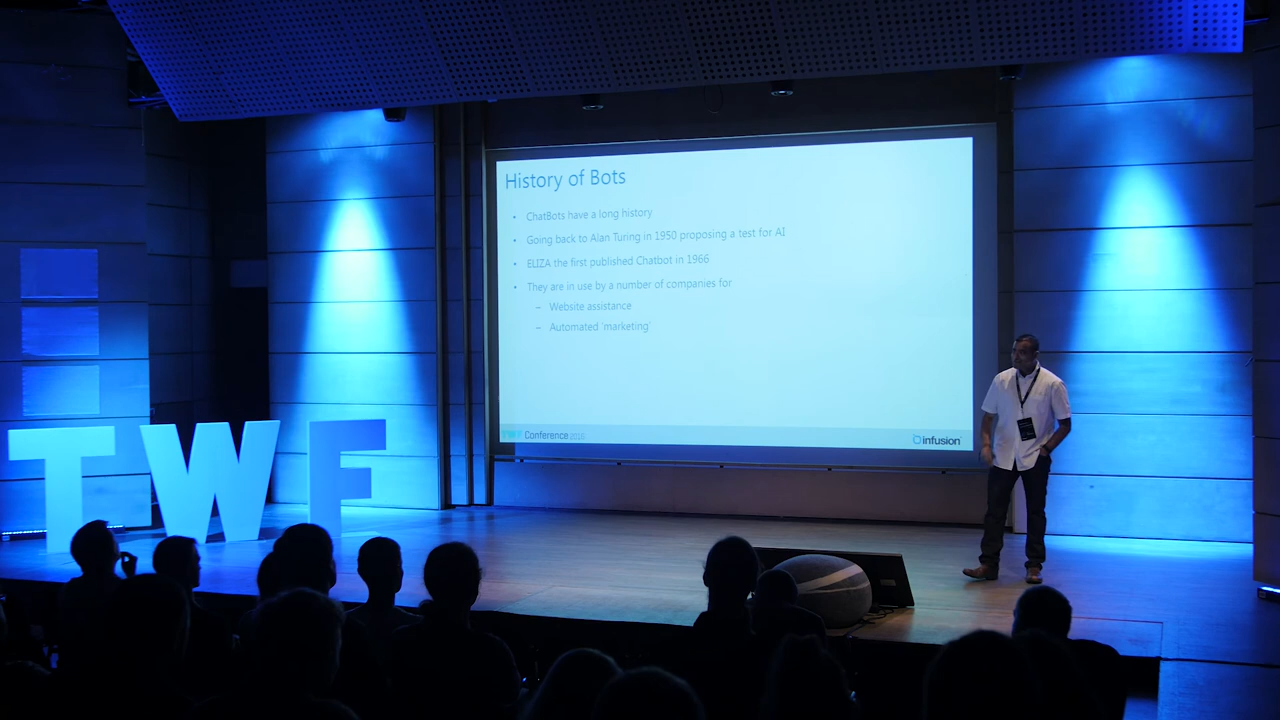 History of Bots
• ChatBots have a long history
• Going back to Alan Turing in 1950 proposing a test for AI
• ELIZA the first published Chatbot in 1966
• They are in use by a number of companies for
– Website assistance
– Automated 'marketing'
TWF Conference 2016
infusion
TWF